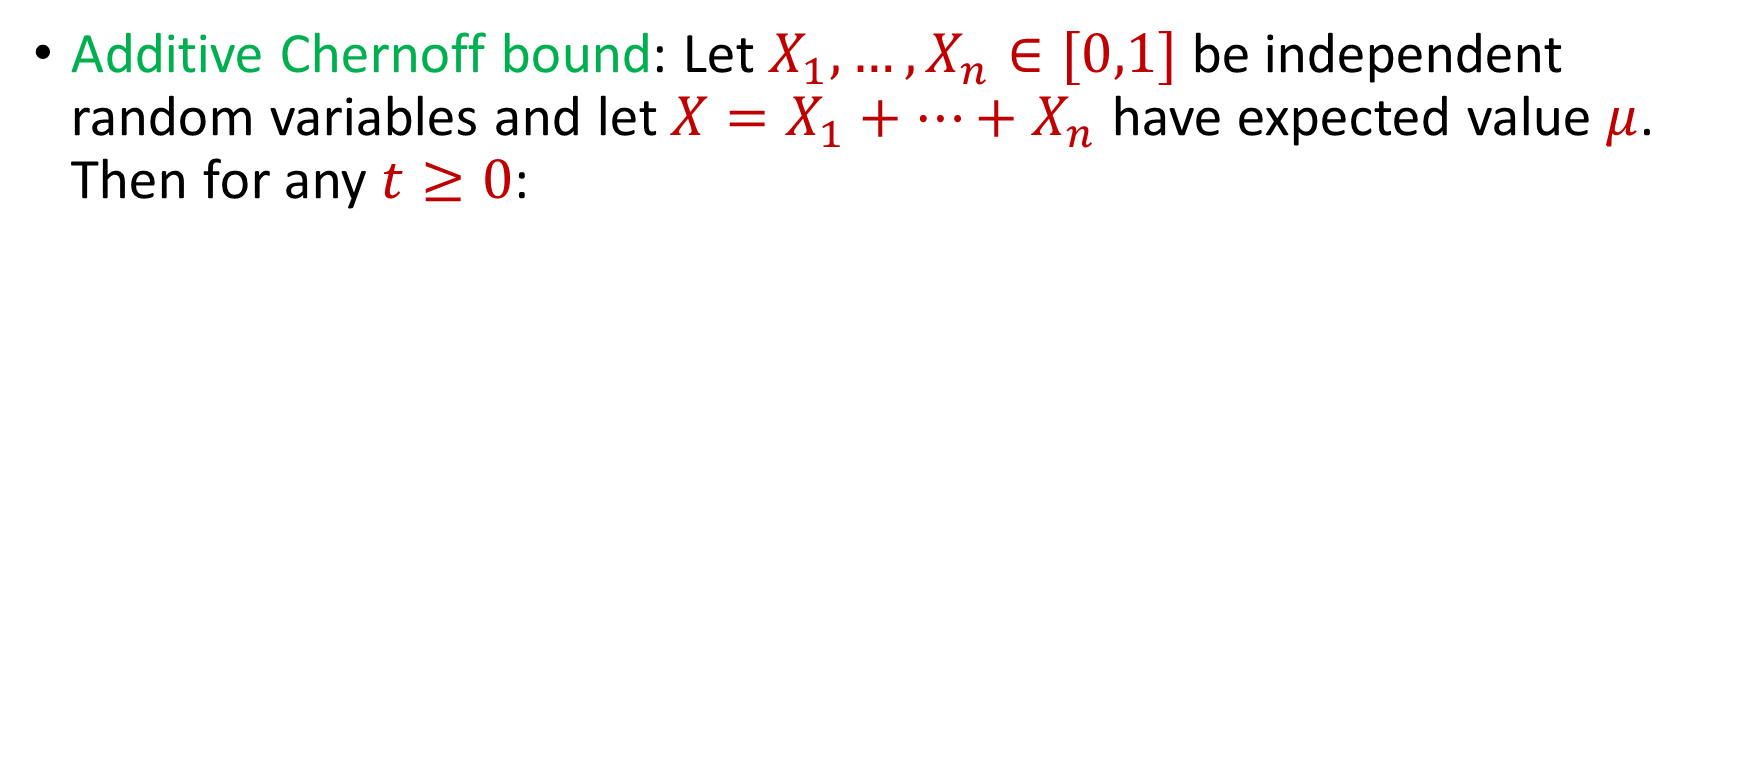 • Additive Chernoff bound: Let X₁, … , Xₙ ∈ [0,1] be independent
random variables and let X = X₁ + ⋯ + Xₙ have expected value μ.
Then for any t ≥ 0: